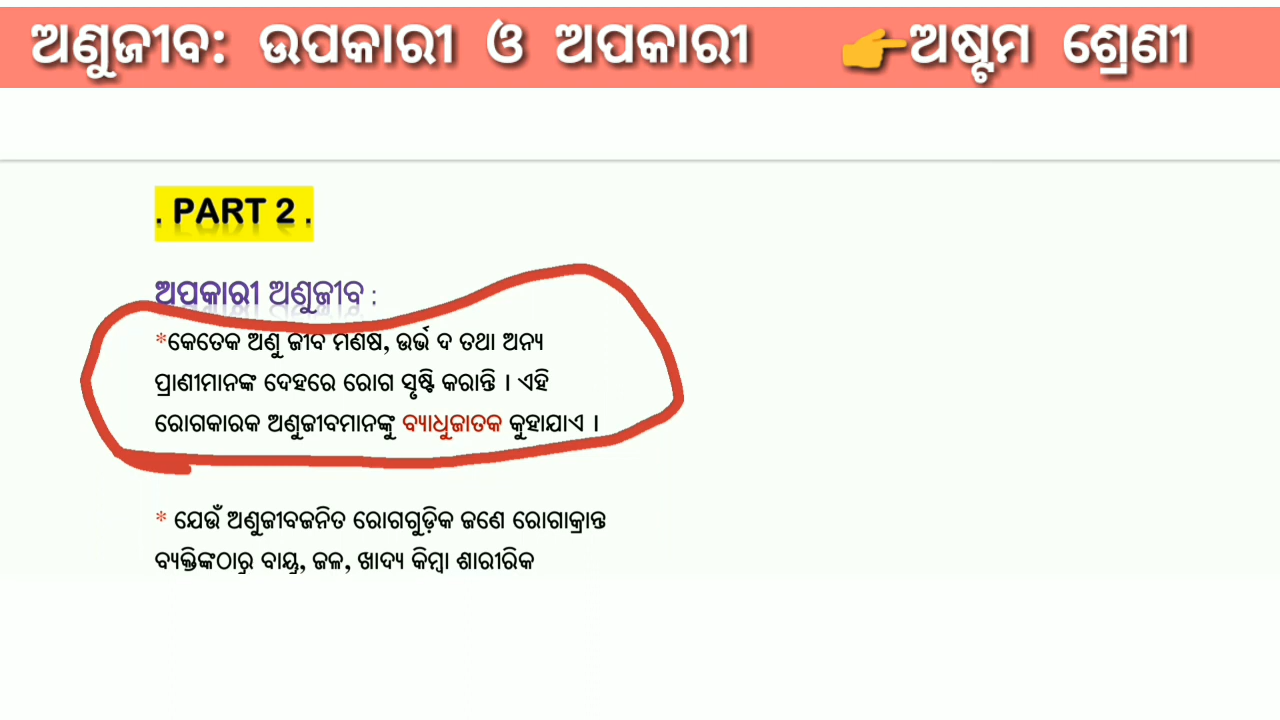 ଅଣୁଜୀବ: ଉପକାରୀ ଓ ଅପକାରୀ 👉ଅଷ୍ଟମ ଶ୍ରେଣୀ
. PART 2 .
ଅପକାରୀ ଅଣୁଜୀବ :
*କେତେକ ଅଣୁ ଜୀବ ମଣଷ, ଉର୍ଭ ଦ ତଥା ଅନ୍ୟ
ପ୍ରାଣୀମାନଙ୍କ ଦେହରେ ରୋଗ ସୃଷ୍ଟି କରାନ୍ତି । ଏହି
ରୋଗକାରକ ଅଣୁଜୀବମାନଙ୍କୁ ବ୍ୟାଧୁଜାତକ କୁହାଯାଏ ।
* ଯେଉଁ ଅଣୁଜୀବଜନିତ ରୋଗଗୁଡ଼ିକ ଜଣେ ରୋଗାକ୍ରାନ୍ତ
ବ୍ୟକ୍ତିଙ୍କଠାରୁ ବାୟୁ, ଜଳ, ଖାଦ୍ୟ କିମ୍ବା ଶାରୀରିକ